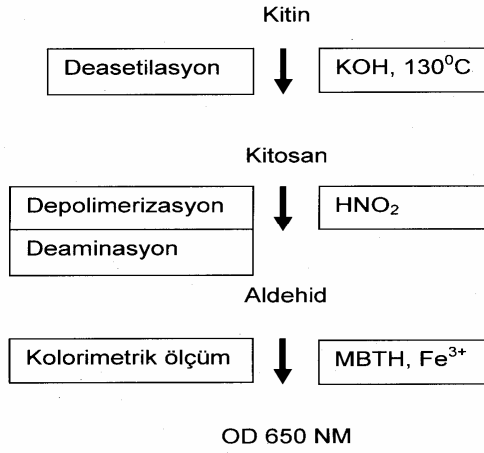 Kitin
Deasetilasyon
KOH, 130⁰C
Kitosan
Depolimerizasyon
HNO₂
Deaminasyon
Aldehid
Kolorimetrik ölçüm
MBTH, Fe³⁺
OD 650 NM